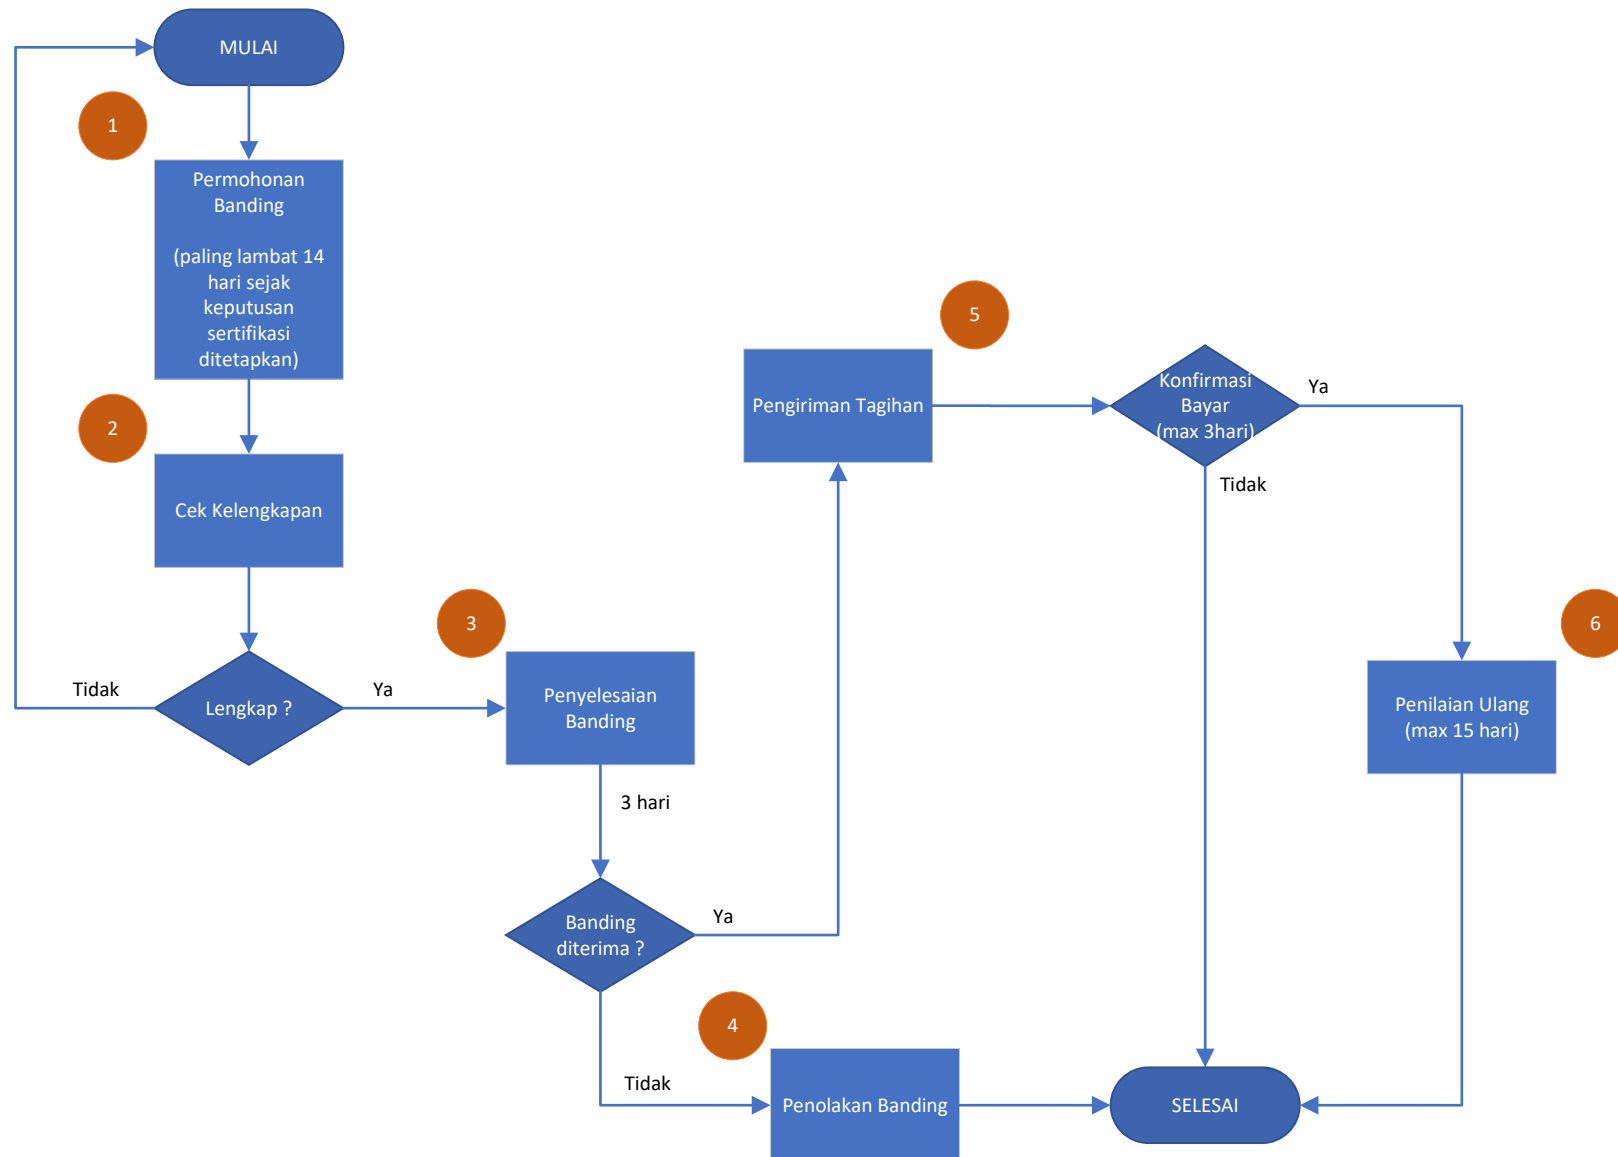 MULAI
1
Permohonan
Banding
(paling lambat 14
hari sejak
keputusan
sertifikasi
ditetapkan)
2
Cek Kelengkapan
Lengkap ?
Tidak
Ya
3
Penyelesaian
Banding
3 hari
Banding
diterima ?
Ya
Tidak
4
Penolakan Banding
5
Pengiriman Tagihan
Konfirmasi
Bayar
(max 3hari)
Ya
Tidak
6
Penilaian Ulang
(max 15 hari)
SELESAI